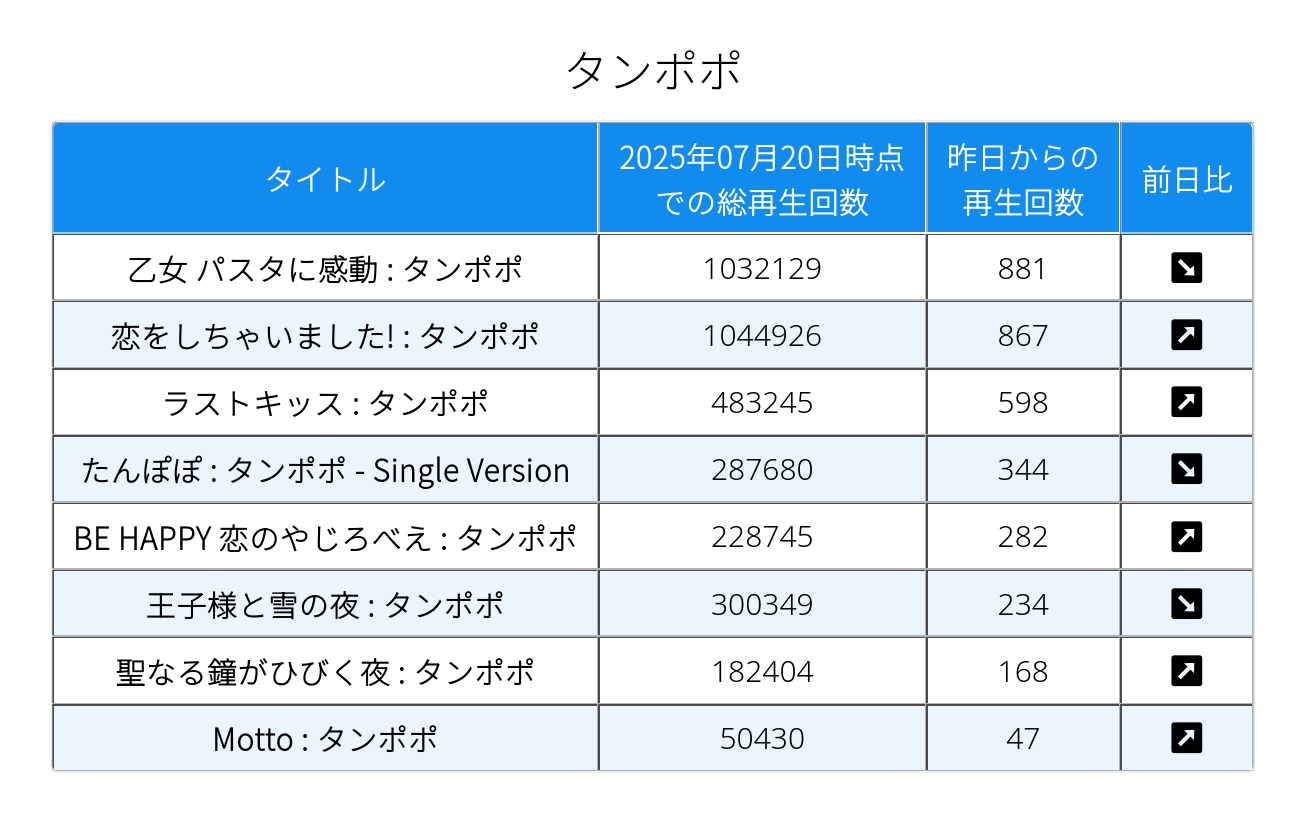 タンポポ
タイトル 2025年07月20日時点 昨日からの 前日比
での総再生回数 再生回数
乙女 パスタに感動 : タンポポ 1032129 881 ↘
恋をしちゃいました! : タンポポ 1044926 867 ↗
ラストキッス : タンポポ 483245 598 ↗
たんぽぽ : タンポポ - Single Version 287680 344 ↘
BE HAPPY 恋のやじろべえ : タンポポ 228745 282 ↗
王子様と雪の夜 : タンポポ 300349 234 ↘
聖なる鐘がひびく夜 : タンポポ 182404 168 ↗
Motto : タンポポ 50430 47 ↗